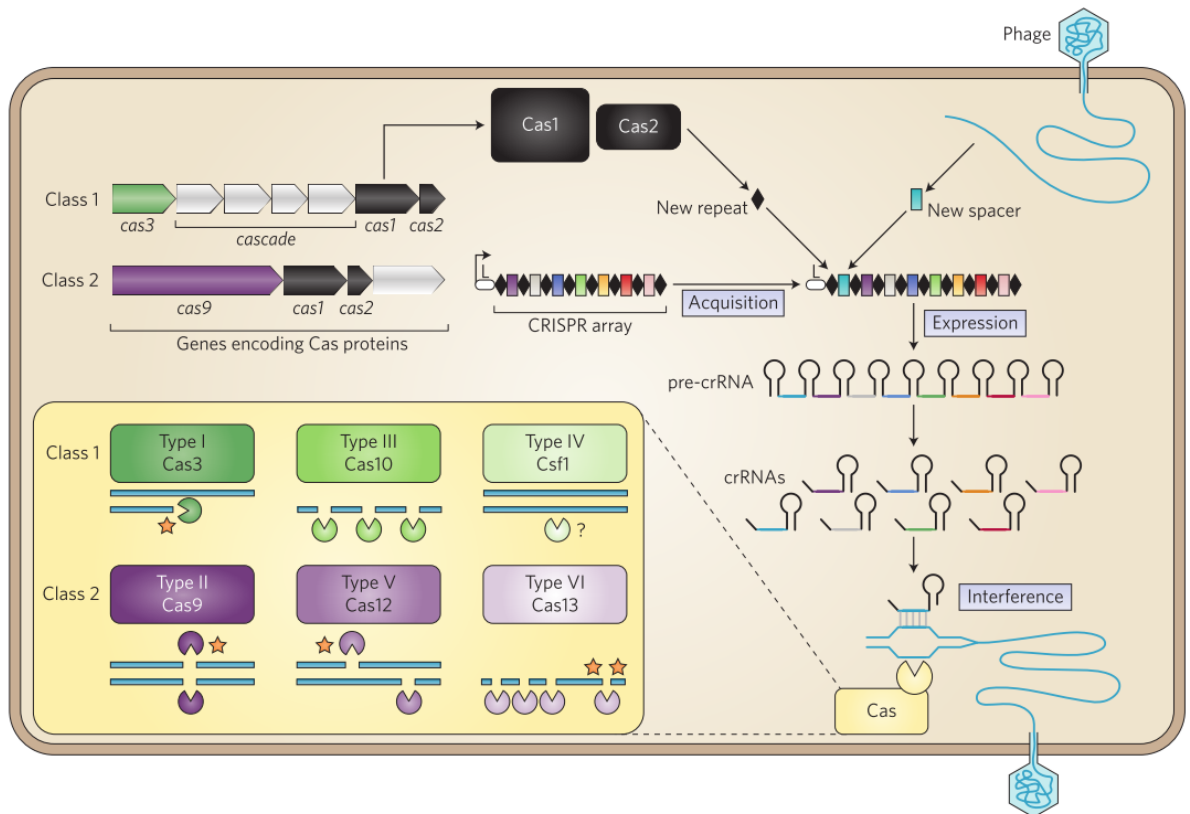 Phage
Cas1
Cas2
Class 1
cas3
cascade
cas1
cas2
New repeat
New spacer
Class 2
cas9
cas1
cas2
Genes encoding Cas proteins
L
CRISPR array
Acquisition
L
Expression
pre-crRNA
crRNAs
Interference
Cas
Class 1
Type I
Cas3
Type III
Cas10
Type IV
Csf1
?
Class 2
Type II
Cas9
Type V
Cas12
Type VI
Cas13